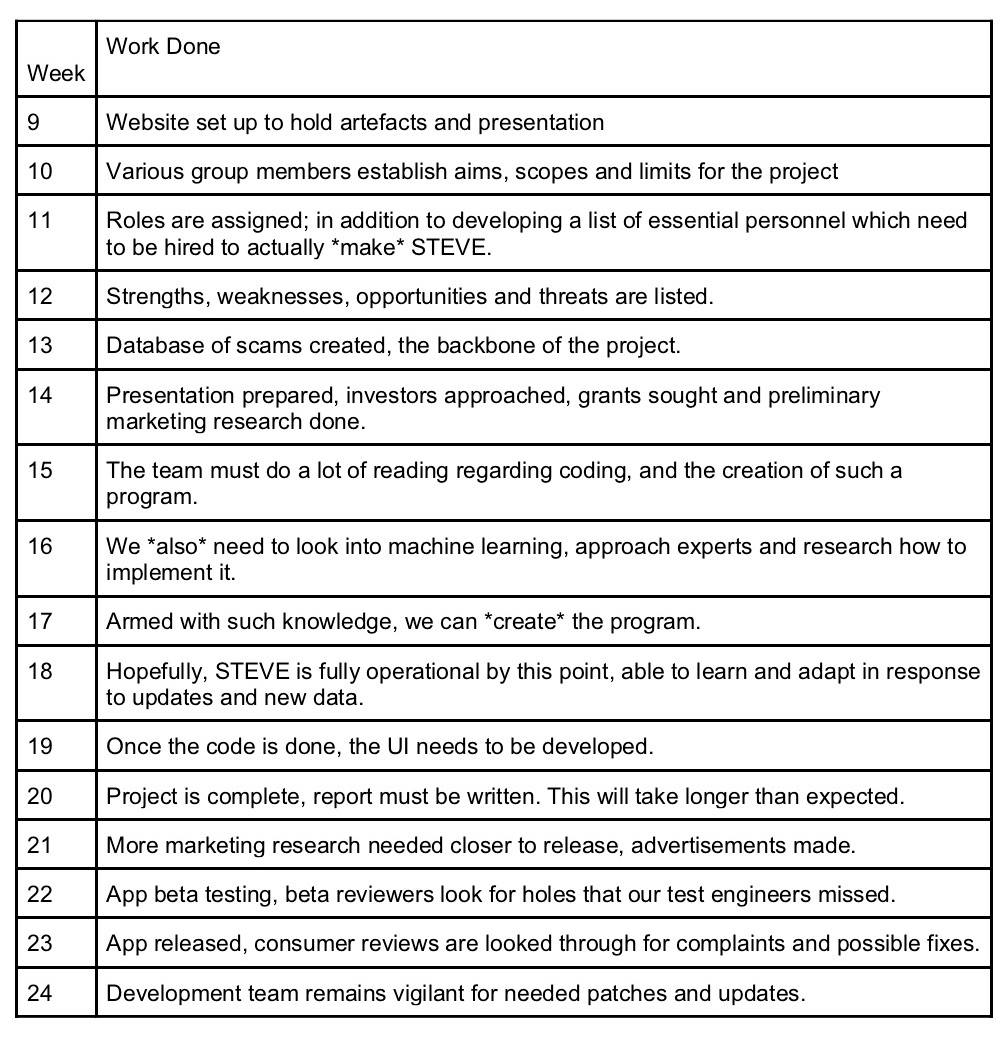 Work Done
Week
9 Website set up to hold artefacts and presentation
10 Various group members establish aims, scopes and limits for the project
11 Roles are assigned; in addition to developing a list of essential personnel which need
to be hired to actually *make* STEVE.
12 Strengths, weaknesses, opportunities and threats are listed.
13 Database of scams created, the backbone of the project.
14 Presentation prepared, investors approached, grants sought and preliminary
marketing research done.
15 The team must do a lot of reading regarding coding, and the creation of such a
program.
16 We *also* need to look into machine learning, approach experts and research how to
implement it.
17 Armed with such knowledge, we can *create* the program.
18 Hopefully, STEVE is fully operational by this point, able to learn and adapt in response
to updates and new data.
19 Once the code is done, the UI needs to be developed.
20 Project is complete, report must be written. This will take longer than expected.
21 More marketing research needed closer to release, advertisements made.
22 App beta testing, beta reviewers look for holes that our test engineers missed.
23 App released, consumer reviews are looked through for complaints and possible fixes.
24 Development team remains vigilant for needed patches and updates.